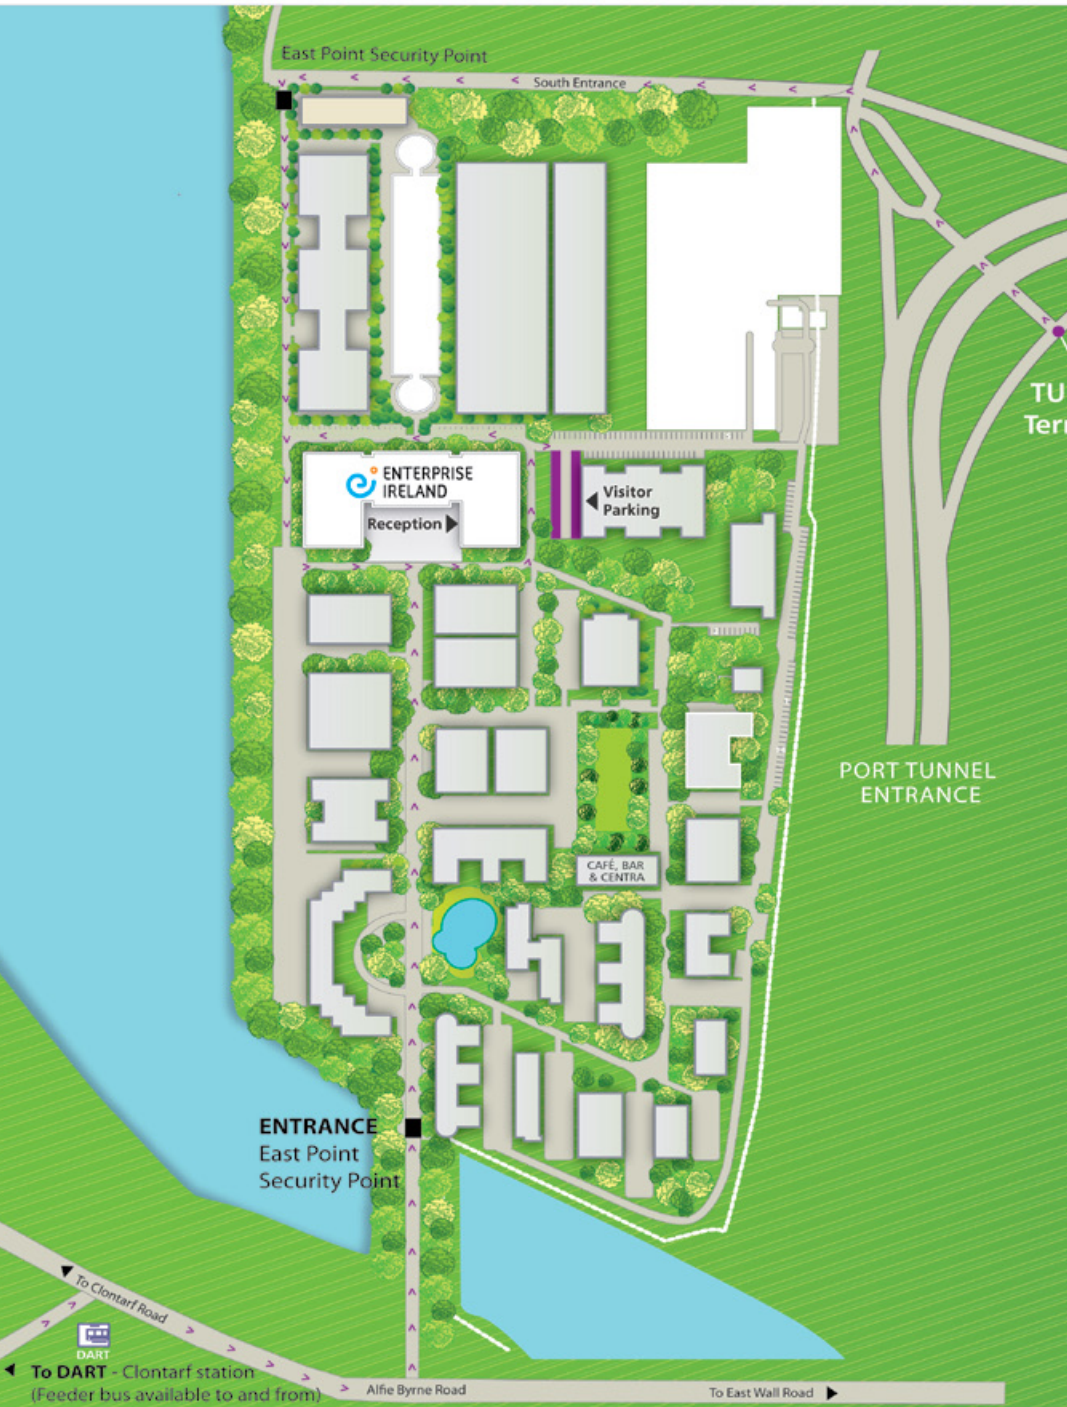 East Point Security Point
South Entrance
TU
Terr
ENTERPRISE
IRELAND
Reception
Visitor
Parking
PORT TUNNEL
ENTRANCE
CAFÉ, BAR
& CENTRA
ENTRANCE
East Point
Security Point
To Clontarf Road
DART
To DART - Clontarf station
(Feeder bus available to and from)
Alfie Byrne Road
To East Wall Road